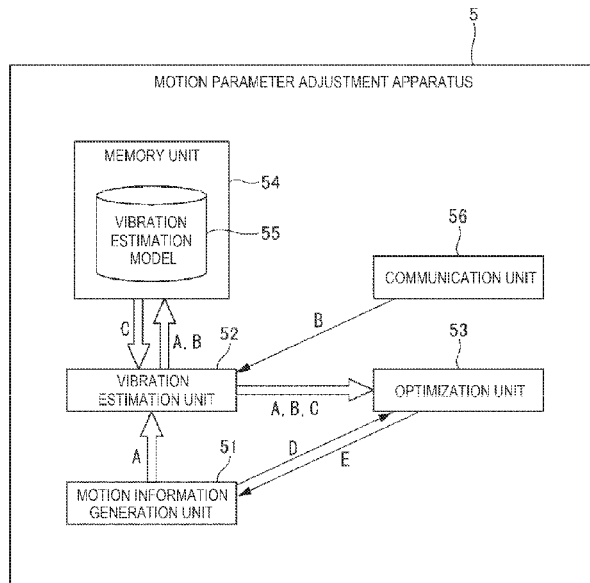 5
MOTION PARAMETER ADJUSTMENT APPARATUS
MEMORY UNIT
54
VIBRATION
ESTIMATION
MODEL
55
56
COMMUNICATION UNIT
C
A, B
B
52
53
VIBRATION
ESTIMATION UNIT
A, B, C
OPTIMIZATION UNIT
A
51
D
E
MOTION INFORMATION
GENERATION UNIT